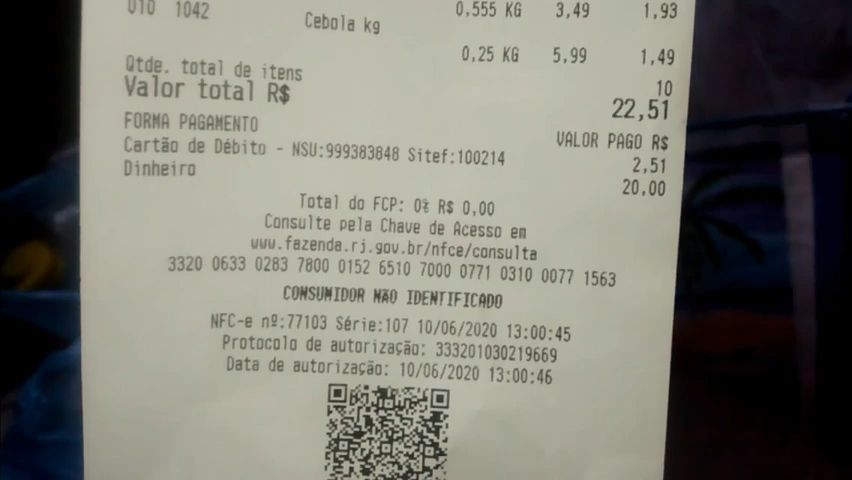 0,555 KG 3,49 1,93
010 1042 Cebola kg
0,25 KG 5,99 1,49
Qtde. total de itens 10
Valor total R$ 22,51
FORMA PAGAMENTO VALOR PAGO R$
Cartão de Débito - NSU:999383848 Sitef:100214 2,51
Dinheiro 20,00
Total do FCP: 0% R$ 0,00
Consulte pela Chave de Acesso em
www.fazenda.rj.gov.br/nfce/consulta
3320 0633 0283 7800 0152 6510 7000 0771 0310 0077 1563
CONSUMIDOR NÃO IDENTIFICADO
NFC-e nº:77103 Série:107 10/06/2020 13:00:45
Protocolo de autorização: 333201030219669
Data de autorização: 10/06/2020 13:00:46